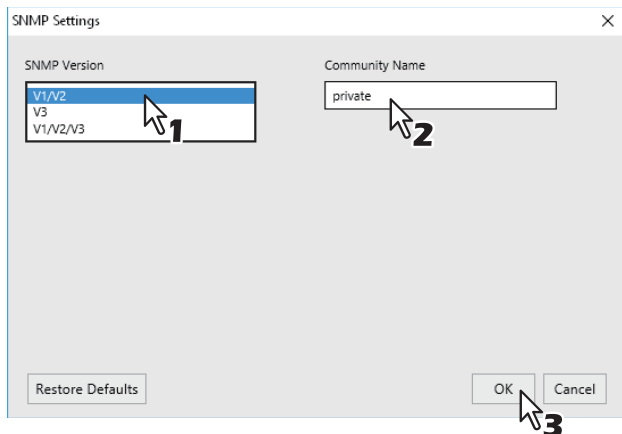 SNMP Settings
SNMP Version
Community Name
V1/V2
V3
V1/V2/V3
private
1
2
Restore Defaults
OK
Cancel
3